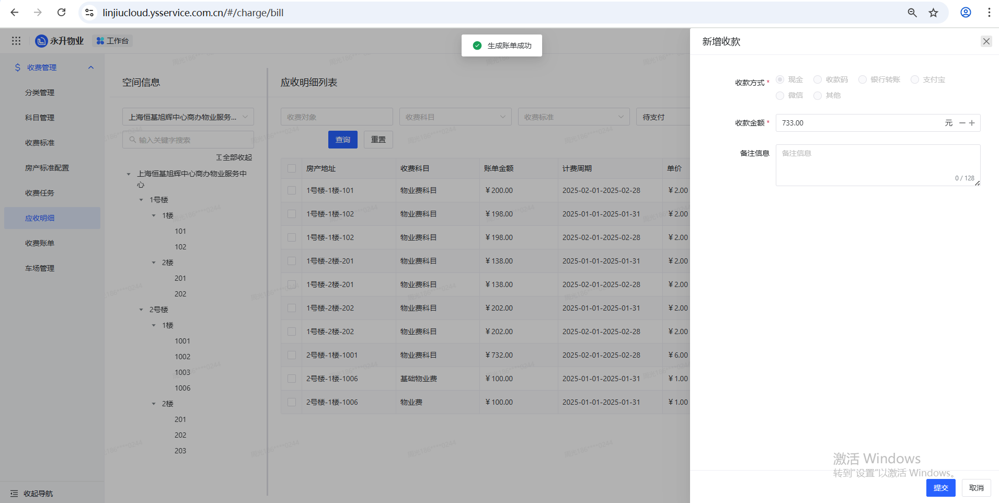 linjiucloud.ysservice.com.cn/#/charge/bill
永升物业
工作台
生成账单成功
收费管理
分类管理
科目管理
收费标准
房产标准配置
收费任务
应收明细
收费账单
车场管理
收起导航
空间信息
上海恒基旭辉中心商办物业服务...
输入关键字搜索
全部收起
上海恒基旭辉中心商办物业服务中
心
1号楼
1楼
101
102
2楼
201
202
2号楼
1楼
1001
1002
1003
1006
2楼
201
202
203
应收明细列表
收费对象
收费科目
收费标准
待支付
查询
重置
房产地址 收费科目 账单金额 计费周期 单价
1号楼-1楼-101 物业费科目 ¥200.00 2025-02-01-2025-02-28 ¥2.00
1号楼-1楼-102 物业费科目 ¥198.00 2025-01-01-2025-01-31 ¥2.00
1号楼-1楼-102 物业费科目 ¥198.00 2025-02-01-2025-02-28 ¥2.00
1号楼-2楼-201 物业费科目 ¥138.00 2025-01-01-2025-01-31 ¥2.00
1号楼-2楼-201 物业费科目 ¥138.00 2025-02-01-2025-02-28 ¥2.00
1号楼-2楼-202 物业费科目 ¥202.00 2025-01-01-2025-01-31 ¥2.00
1号楼-2楼-202 物业费科目 ¥202.00 2025-02-01-2025-02-28 ¥2.00
2号楼-1楼-1001 物业费科目 ¥732.00 2025-02-01-2025-02-28 ¥6.00
2号楼-1楼-1006 基础物业费 ¥100.00 2025-01-01-2025-01-31 ¥1.00
2号楼-1楼-1006 物业费 ¥100.00 2025-01-01-2025-01-31 ¥1.00
新增收款
收款方式 * 现金 收款码 银行转账 支付宝
微信 其他
收款金额 * 733.00 元
备注信息 备注信息
0 / 128
激活 Windows
转到“设置”以激活 Windows。
提交
取消